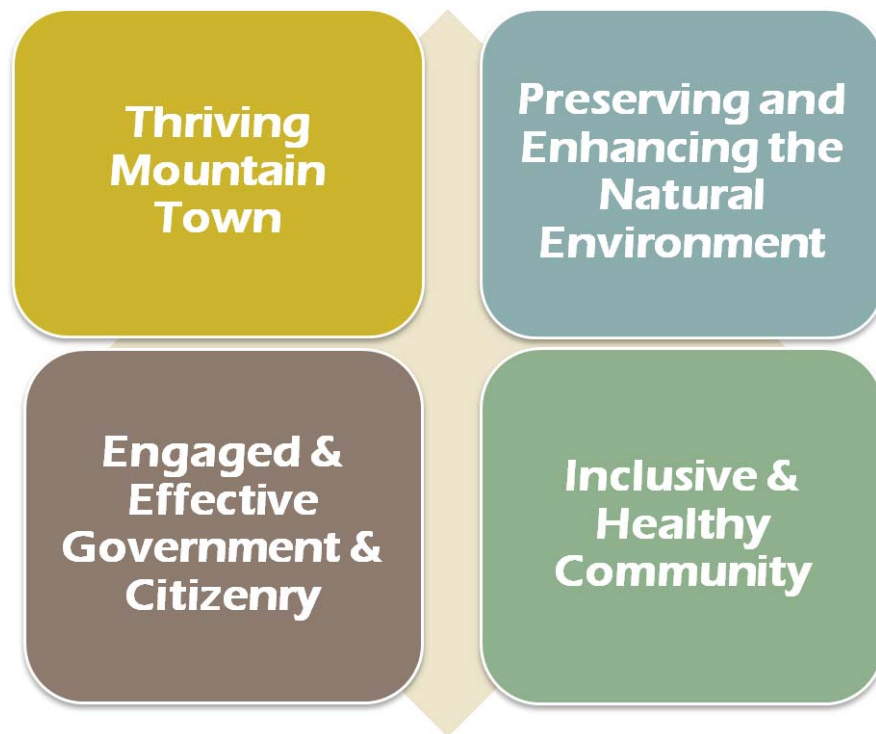 Thriving
Mountain
Town
Preserving and
Enhancing the
Natural
Environment
Engaged &
Effective
Government &
Citizenry
Inclusive &
Healthy
Community